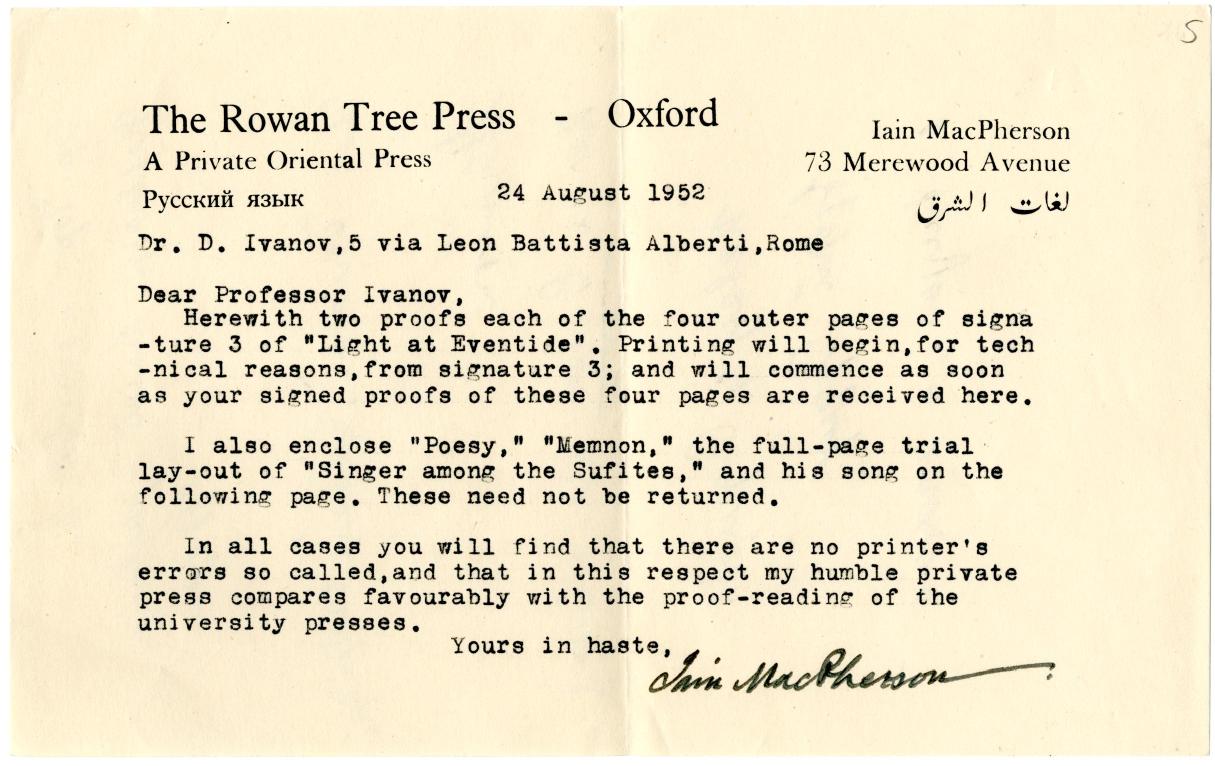 5
The Rowan Tree Press - Oxford
Iain MacPherson
A Private Oriental Press
73 Merewood Avenue
Русский язык
24 August 1952
لغات الشرق
Dr. D. Ivanov,5 via Leon Battista Alberti,Rome
Dear Professor Ivanov,
Herewith two proofs each of the four outer pages of signa
-ture 3 of "Light at Eventide". Printing will begin,for tech
-nical reasons,from signature 3; and will commence as soon
as your signed proofs of these four pages are received here.
I also enclose "Poesy," "Memnon," the full-page trial
lay-out of "Singer among the Sufites," and his song on the
following page. These need not be returned.
In all cases you will find that there are no printer's
errors so called,and that in this respect my humble private
press compares favourably with the proof-reading of the
university presses.
Yours in haste,
Iain MacPherson